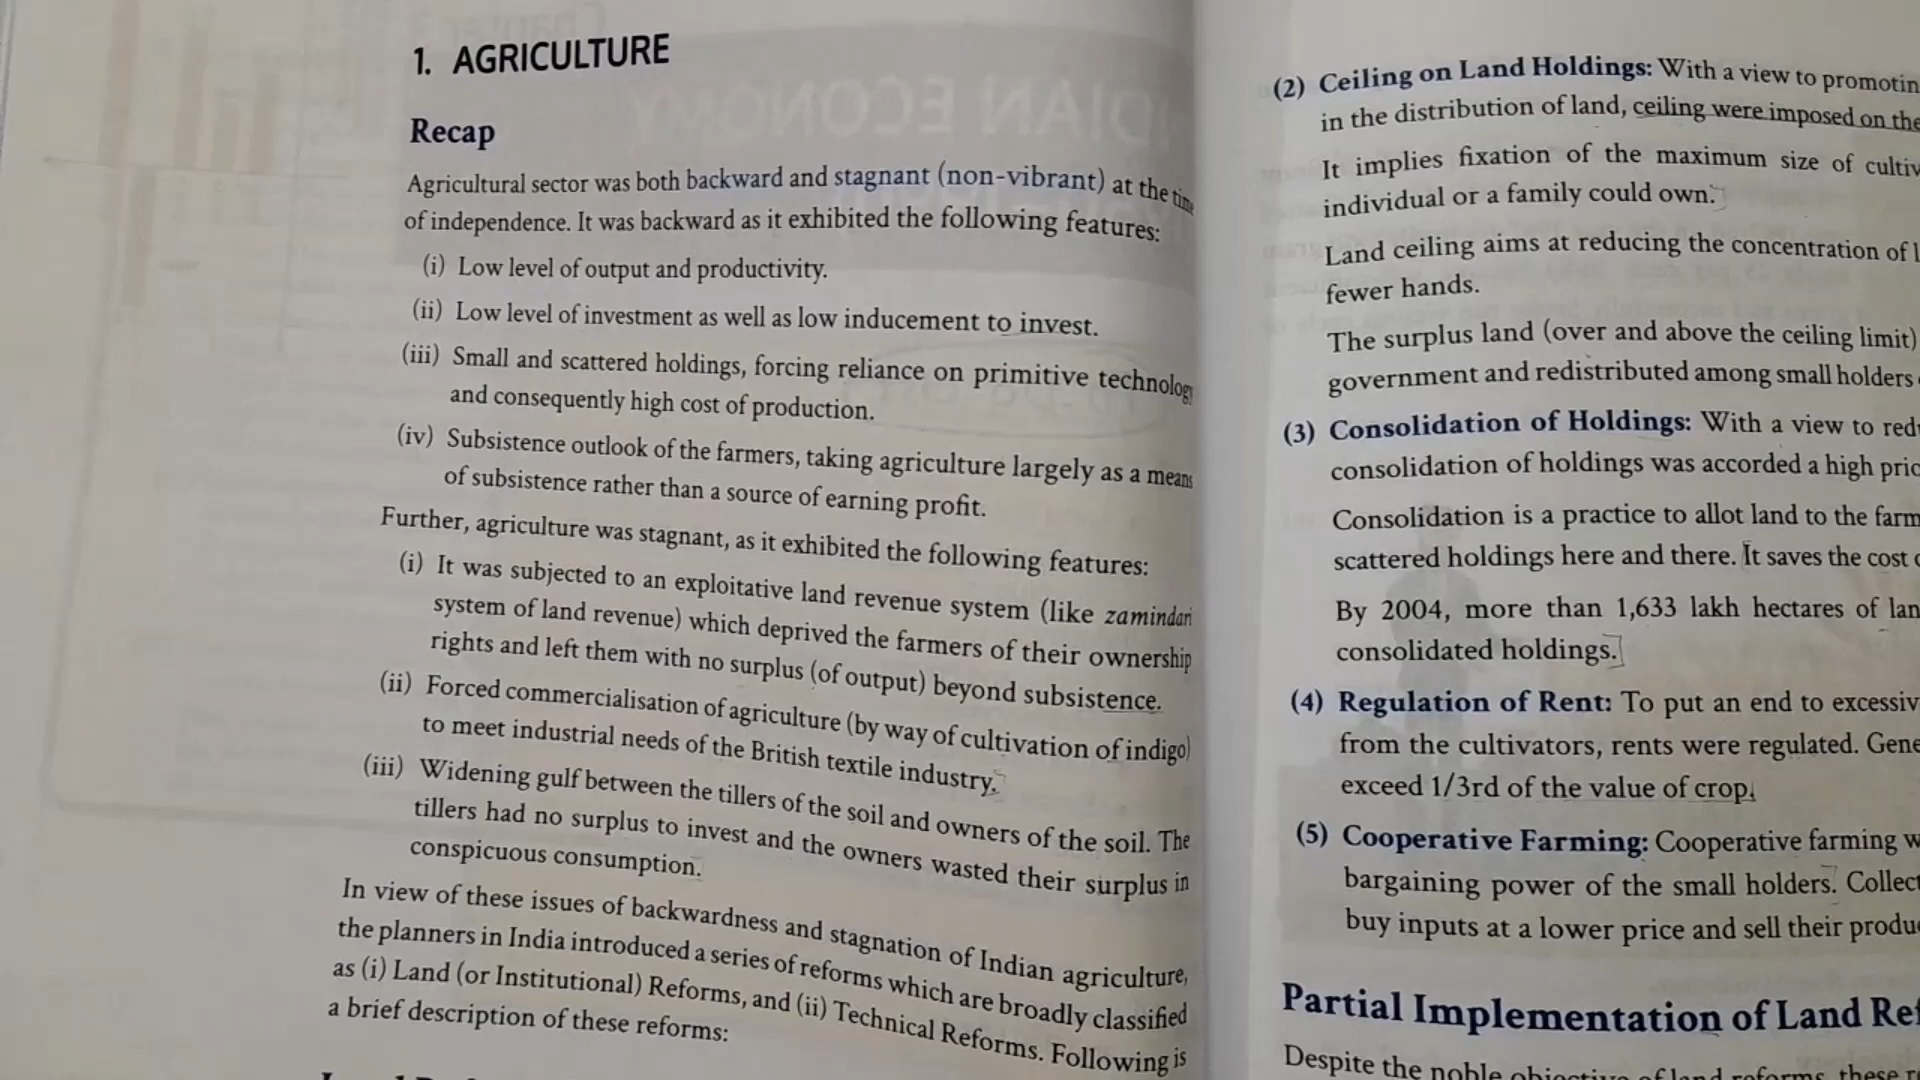 1. AGRICULTURE
Recap
Agricultural sector was both backward and stagnant (non-vibrant) at the time
of independence. It was backward as it exhibited the following features:
(i) Low level of output and productivity.
(ii) Low level of investment as well as low inducement to invest.
(iii) Small and scattered holdings, forcing reliance on primitive technology
and consequently high cost of production.
(iv) Subsistence outlook of the farmers, taking agriculture largely as a means
of subsistence rather than a source of earning profit.
Further, agriculture was stagnant, as it exhibited the following features:
(i) It was subjected to an exploitative land revenue system (like zamindari
system of land revenue) which deprived the farmers of their ownership
rights and left them with no surplus (of output) beyond subsistence.
(ii) Forced commercialisation of agriculture (by way of cultivation of indigo)
to meet industrial needs of the British textile industry.
(iii) Widening gulf between the tillers of the soil and owners of the soil. The
tillers had no surplus to invest and the owners wasted their surplus in
conspicuous consumption.
In view of these issues of backwardness and stagnation of Indian agriculture,
the planners in India introduced a series of reforms which are broadly classified
as (i) Land (or Institutional) Reforms, and (ii) Technical Reforms. Following is
a brief description of these reforms:
(2) Ceiling on Land Holdings: With a view to promotin
in the distribution of land, ceiling were imposed on the
It implies fixation of the maximum size of cultiv
individual or a family could own.
Land ceiling aims at reducing the concentration of l
fewer hands.
The surplus land (over and above the ceiling limit)
government and redistributed among small holders
(3) Consolidation of Holdings: With a view to red
consolidation of holdings was accorded a high prio
Consolidation is a practice to allot land to the farm
scattered holdings here and there. It saves the cost
By 2004, more than 1,633 lakh hectares of lan
consolidated holdings.
(4) Regulation of Rent: To put an end to excessiv
from the cultivators, rents were regulated. Gene
exceed 1/3rd of the value of crop.
(5) Cooperative Farming: Cooperative farming w
bargaining power of the small holders. Collect
buy inputs at a lower price and sell their produ
Partial Implementation of Land Ref
Despite the noble objective of land reforms, these r